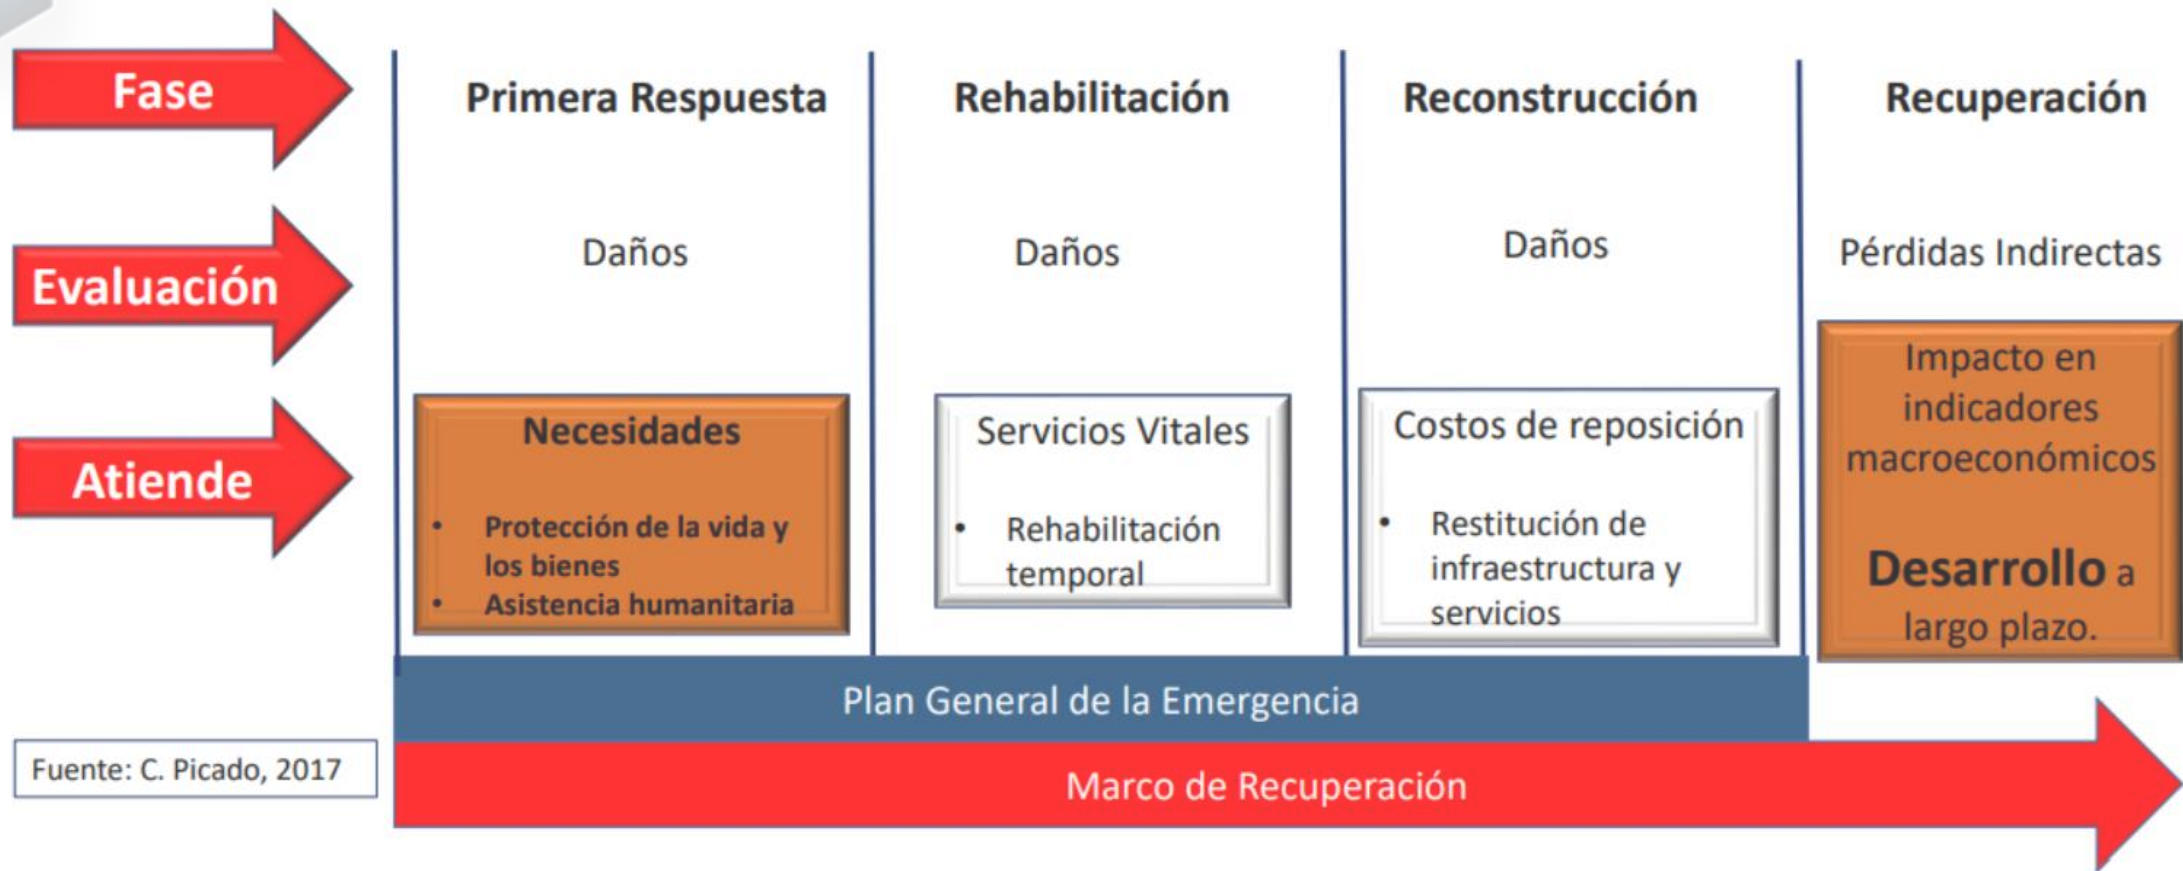 Fase
Primera Respuesta
Rehabilitación
Reconstrucción
Recuperación
Evaluación
Daños
Daños
Daños
Pérdidas Indirectas
Atiende
Necesidades
• Protección de la vida y
los bienes
• Asistencia humanitaria
Servicios Vitales
• Rehabilitación
temporal
Costos de reposición
• Restitución de
infraestructura y
servicios
Impacto en
indicadores
macroeconómicos
Desarrollo a
largo plazo.
Plan General de la Emergencia
Marco de Recuperación
Fuente: C. Picado, 2017